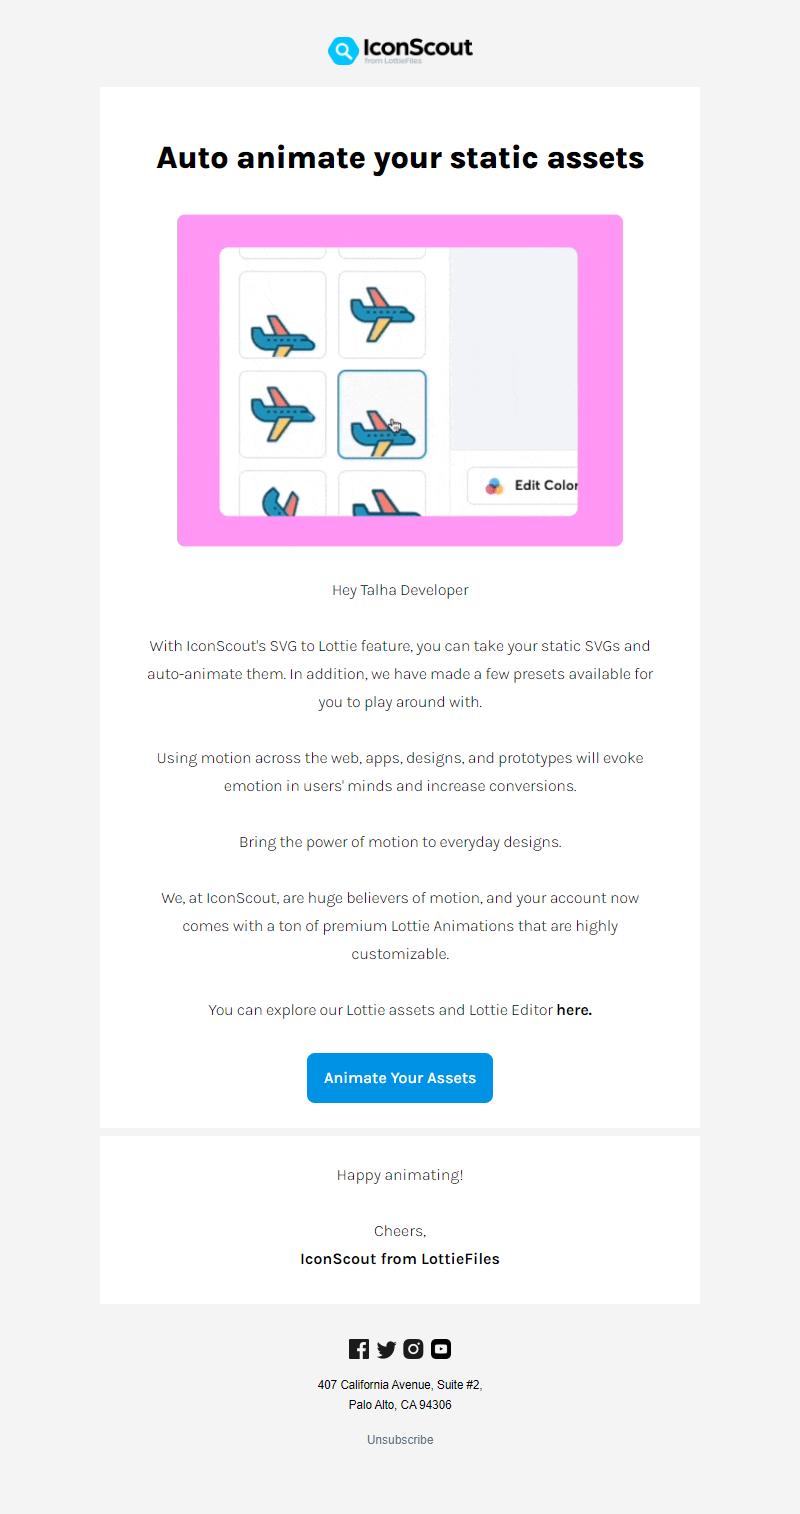 IconScout
from LottieFiles
Auto animate your static assets
Edit Color
Hey Talha Developer
With IconScout's SVG to Lottie feature, you can take your static SVGs and
auto-animate them. In addition, we have made a few presets available for
you to play around with.
Using motion across the web, apps, designs, and prototypes will evoke
emotion in users' minds and increase conversions.
Bring the power of motion to everyday designs.
We, at IconScout, are huge believers of motion, and your account now
comes with a ton of premium Lottie Animations that are highly
customizable.
You can explore our Lottie assets and Lottie Editor here.
Animate Your Assets
Happy animating!
Cheers,
IconScout from LottieFiles
407 California Avenue, Suite #2,
Palo Alto, CA 94306
Unsubscribe